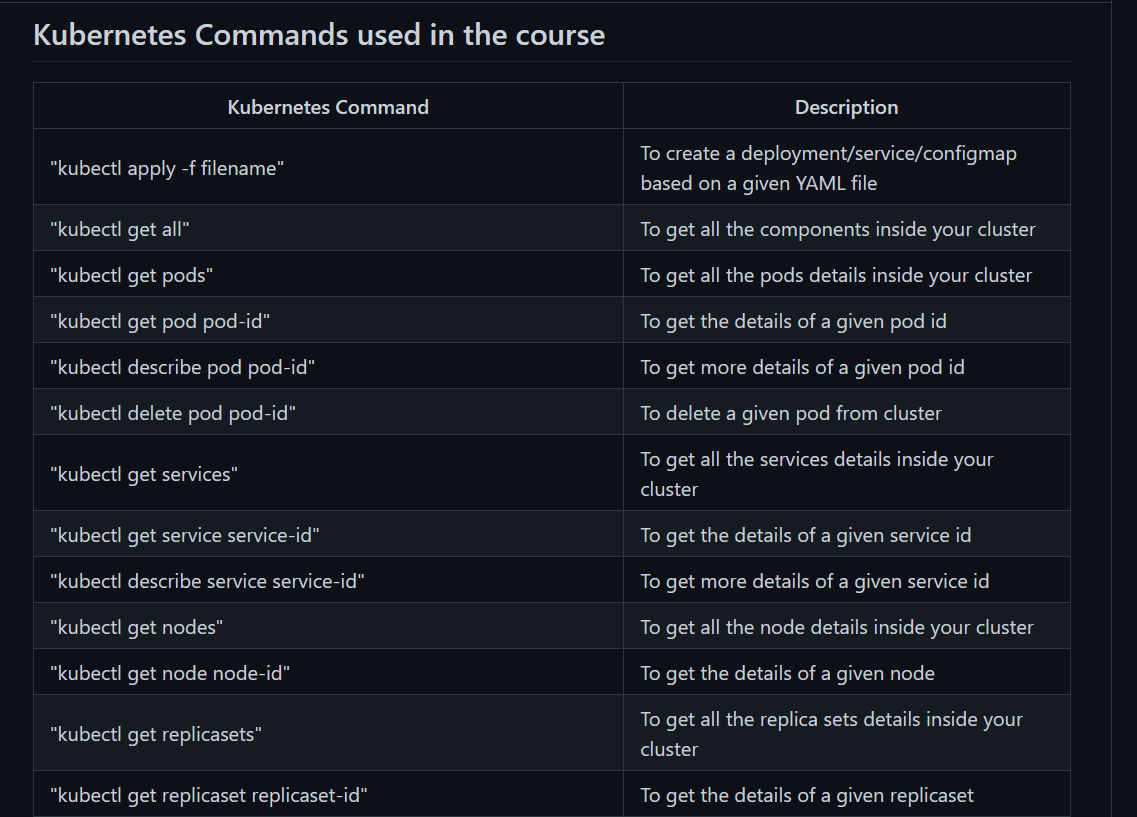 Kubernetes Commands used in the course
Kubernetes Command Description
"kubectl apply -f filename" To create a deployment/service/configmap
based on a given YAML file
"kubectl get all" To get all the components inside your cluster
"kubectl get pods" To get all the pods details inside your cluster
"kubectl get pod pod-id" To get the details of a given pod id
"kubectl describe pod pod-id" To get more details of a given pod id
"kubectl delete pod pod-id" To delete a given pod from cluster
"kubectl get services" To get all the services details inside your
cluster
"kubectl get service service-id" To get the details of a given service id
"kubectl describe service service-id" To get more details of a given service id
"kubectl get nodes" To get all the node details inside your cluster
"kubectl get node node-id" To get the details of a given node
"kubectl get replicasets" To get all the replica sets details inside your
cluster
"kubectl get replicaset replicaset-id" To get the details of a given replicaset